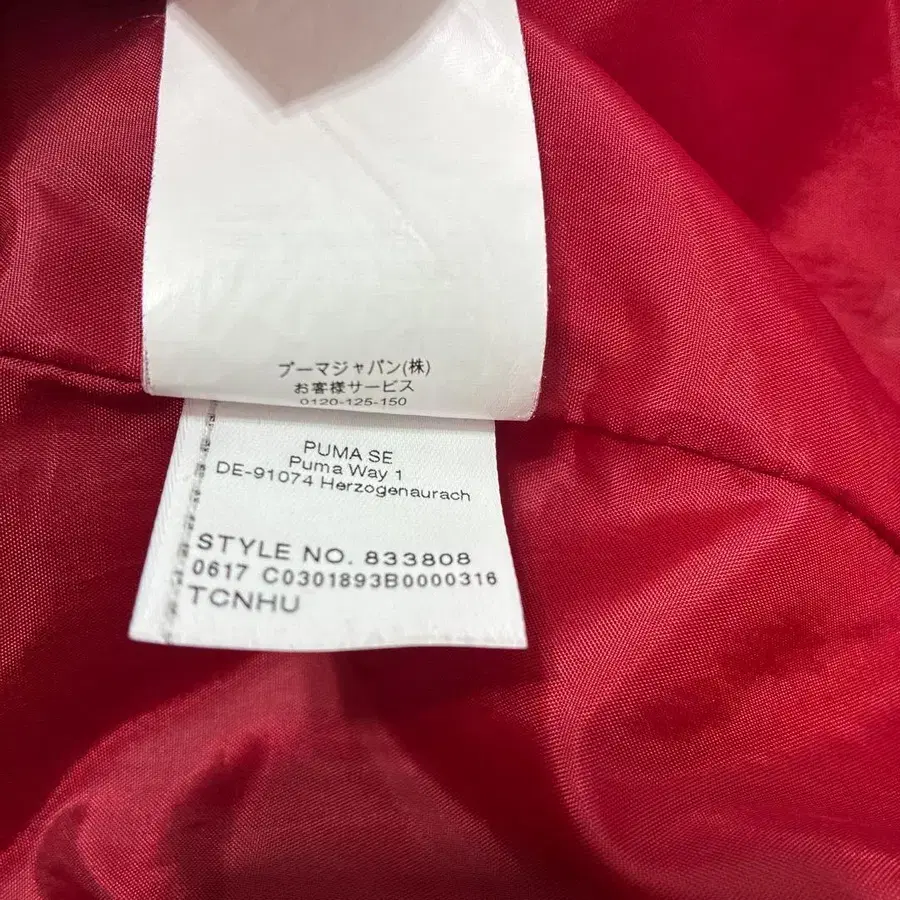 プーマジャパン(株)
お客様サービス
0120-125-150
PUMA SE
Puma Way 1
DE-91074 Herzogenaurach
STYLE NO. 833808
0617 C0301893B0000316
TCNHU